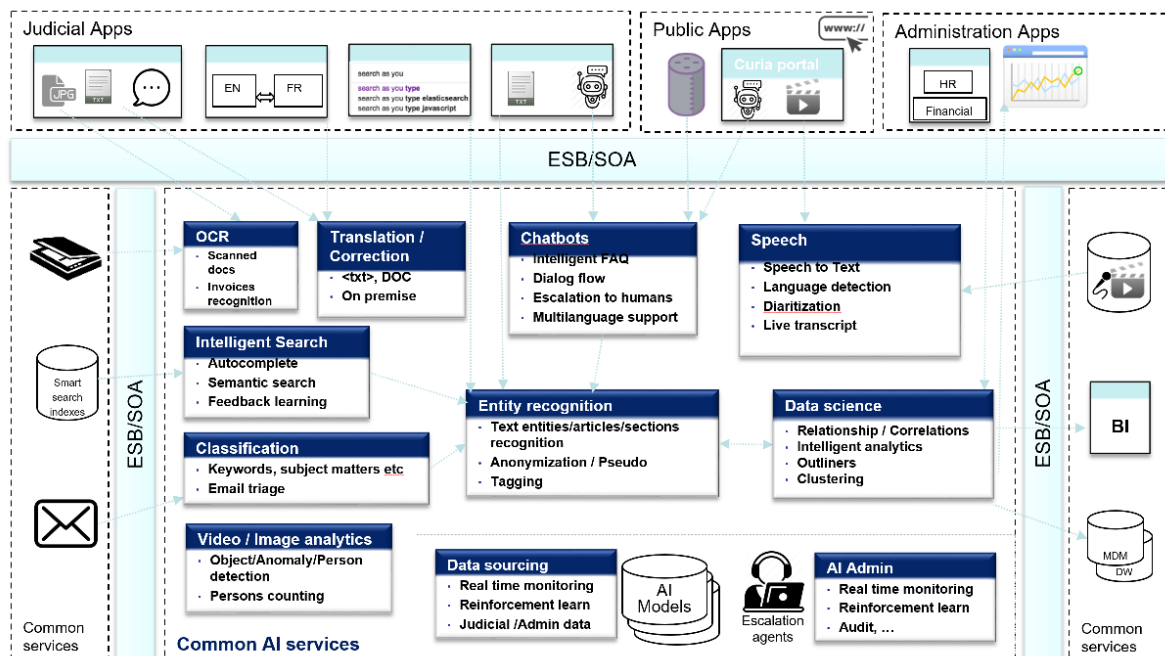 Judicial Apps
Public Apps
www://
Administration Apps
JPG
TXT
EN
FR
search as you
search as you type
search as you type elasticsearch
search as you type javascript
TXT
Curia portal
HR
Financial
ESB/SOA
OCR
· Scanned docs
· Invoices recognition
Translation /
Correction
· <txt>, DOC
· On premise
Chatbots
· Intelligent FAQ
· Dialog flow
· Escalation to humans
· Multilanguage support
Speech
· Speech to Text
· Language detection
· Diaritization
· Live transcript
Intelligent Search
· Autocomplete
· Semantic search
· Feedback learning
Smart
search
indexes
ESB/SOA
Entity recognition
· Text entities/articles/sections
recognition
· Anonymization / Pseudo
· Tagging
Data science
· Relationship / Correlations
· Intelligent analytics
· Outliners
· Clustering
ESB/SOA
BI
Classification
· Keywords, subject matters etc
· Email triage
Video / Image analytics
· Object/Anomaly/Person
detection
· Persons counting
Data sourcing
· Real time monitoring
· Reinforcement learn
· Judicial /Admin data
AI
Models
Escalation
agents
AI Admin
· Real time monitoring
· Reinforcement learn
· Audit, ...
MDM
DW
Common
services
Common AI services
Common
services